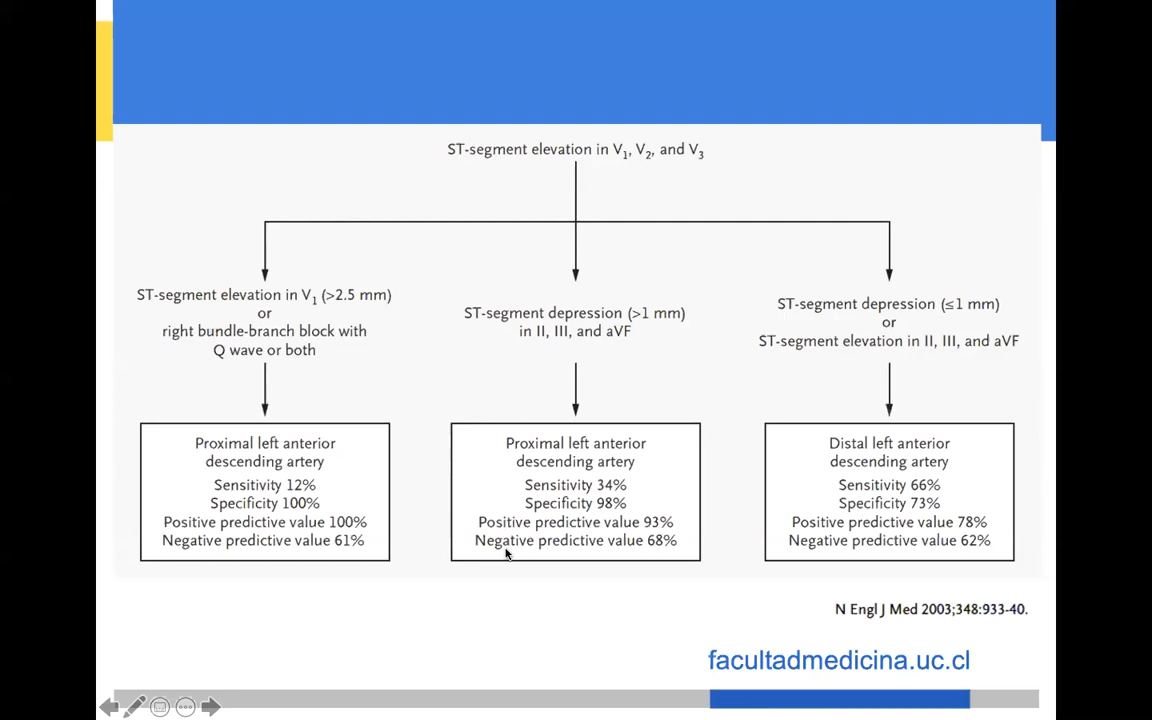 ST-segment elevation in V1, V2, and V3
ST-segment elevation in V1 (>2.5 mm)
or
right bundle-branch block with
Q wave or both
ST-segment depression (>1 mm)
in II, III, and aVF
ST-segment depression (≤1 mm)
or
ST-segment elevation in II, III, and aVF
Proximal left anterior
descending artery
Sensitivity 12%
Specificity 100%
Positive predictive value 100%
Negative predictive value 61%
Proximal left anterior
descending artery
Sensitivity 34%
Specificity 98%
Positive predictive value 93%
Negative predictive value 68%
Distal left anterior
descending artery
Sensitivity 66%
Specificity 73%
Positive predictive value 78%
Negative predictive value 62%
N Engl J Med 2003;348:933-40.
facultadmedicina.uc.cl